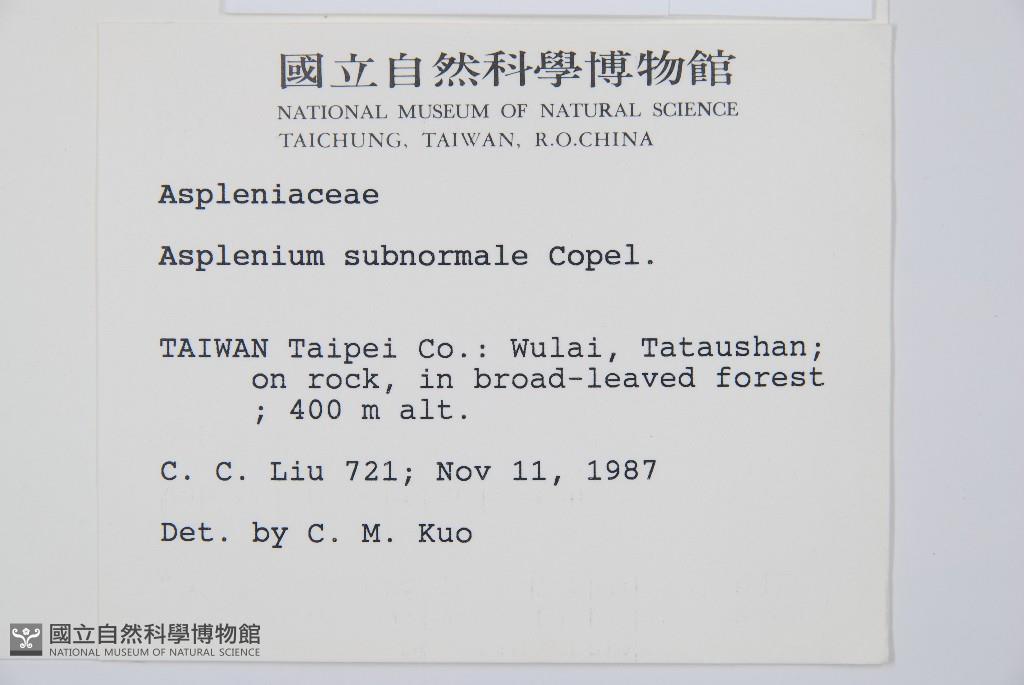 國立自然科學博物館
NATIONAL MUSEUM OF NATURAL SCIENCE
TAICHUNG, TAIWAN, R.O.CHINA
Aspleniaceae
Asplenium subnormale Copel.
TAIWAN Taipei Co.: Wulai, Tataushan;
on rock, in broad-leaved forest
; 400 m alt.
C. C. Liu 721; Nov 11, 1987
Det. by C. M. Kuo
國立自然科學博物館
NATIONAL MUSEUM OF NATURAL SCIENCE